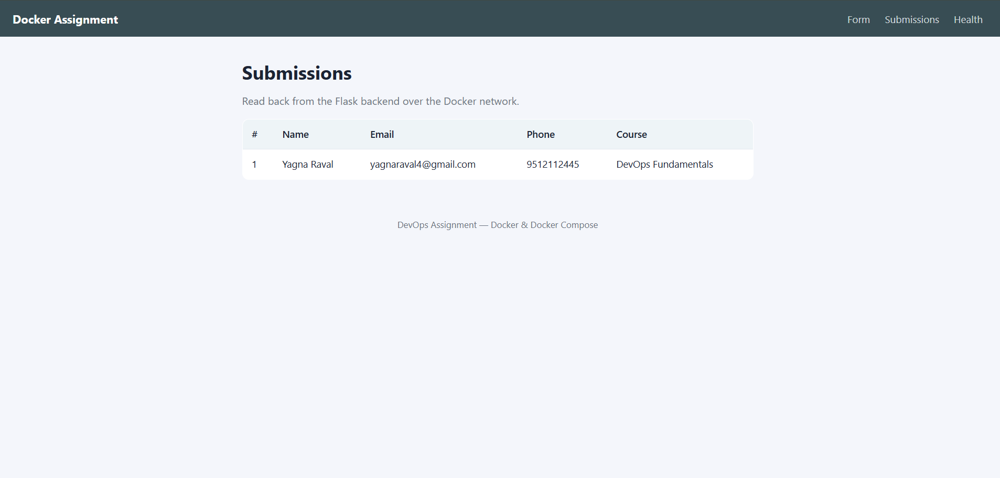 Docker Assignment Form Submissions Health
Submissions
Read back from the Flask backend over the Docker network.
# Name Email Phone Course
1 Yagna Raval yagnaraval4@gmail.com 9512112445 DevOps Fundamentals
DevOps Assignment — Docker & Docker Compose